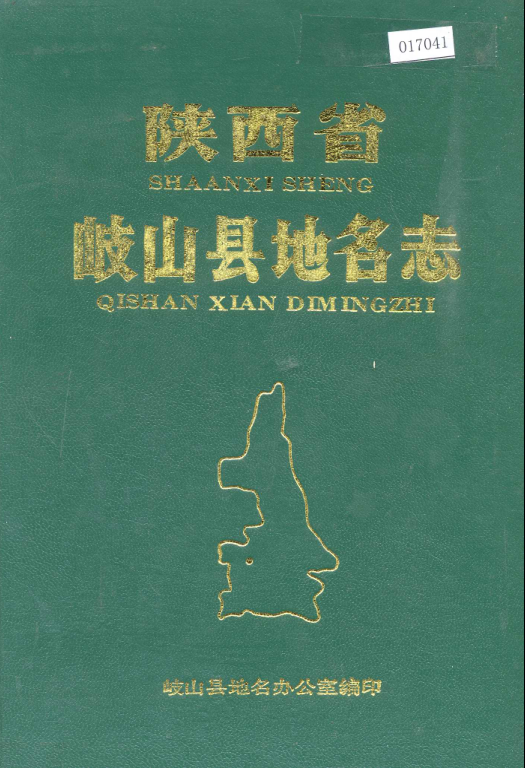 017041
陕西省
SHAANXI SHENG
岐山县地名志
QISHAN XIAN DIMINGZHI
岐山县地名办公室编印